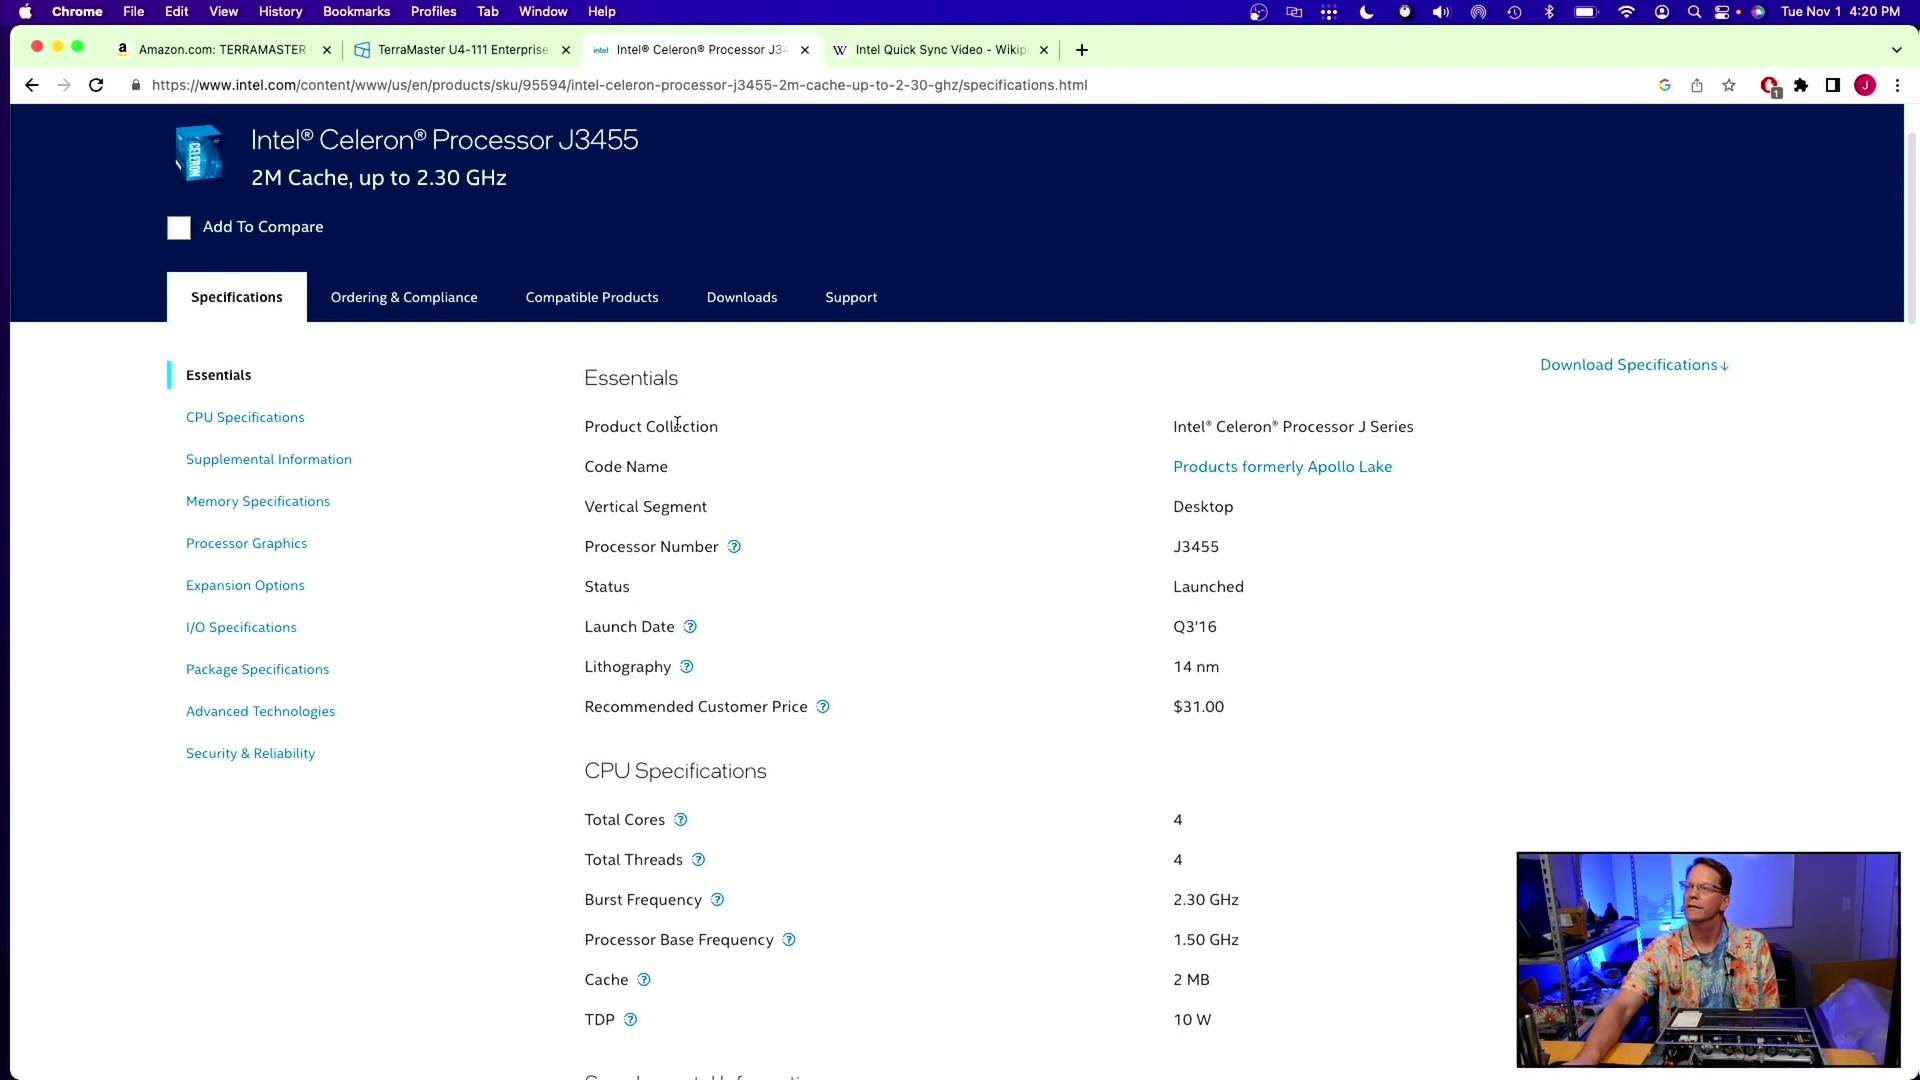 Chrome File Edit View History Bookmarks Profiles Tab Window Help Tue Nov 1 4:20 PM
Amazon.com: TERRAMASTER
TerraMaster U4-111 Enterprise
intel Intel® Celeron® Processor J34
W Intel Quick Sync Video - Wikip
https://www.intel.com/content/www/us/en/products/sku/95594/intel-celeron-processor-j3455-2m-cache-up-to-2-30-ghz/specifications.html
1
J
CELERON
Intel® Celeron® Processor J3455
2M Cache, up to 2.30 GHz
Add To Compare
Specifications Ordering & Compliance Compatible Products Downloads Support
Essentials
CPU Specifications
Supplemental Information
Memory Specifications
Processor Graphics
Expansion Options
I/O Specifications
Package Specifications
Advanced Technologies
Security & Reliability
Download Specifications↓
Essentials
Product Collection Intel® Celeron® Processor J Series
Code Name Products formerly Apollo Lake
Vertical Segment Desktop
Processor Number ? J3455
Status Launched
Launch Date ? Q3'16
Lithography ? 14 nm
Recommended Customer Price ? $31.00
CPU Specifications
Total Cores ? 4
Total Threads ? 4
Burst Frequency ? 2.30 GHz
Processor Base Frequency ? 1.50 GHz
Cache ? 2 MB
TDP ? 10 W